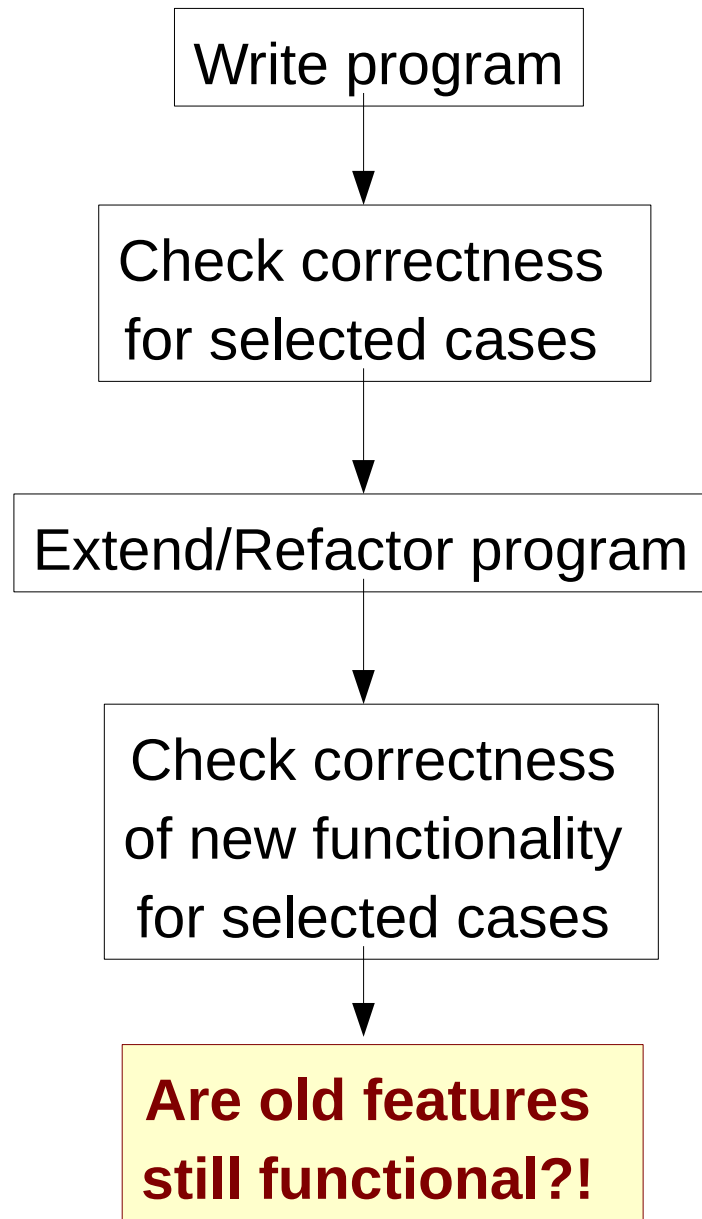 Write program
Check correctness
for selected cases
Extend/Refactor program
Check correctness
of new functionality
for selected cases
Are old features
still functional?!